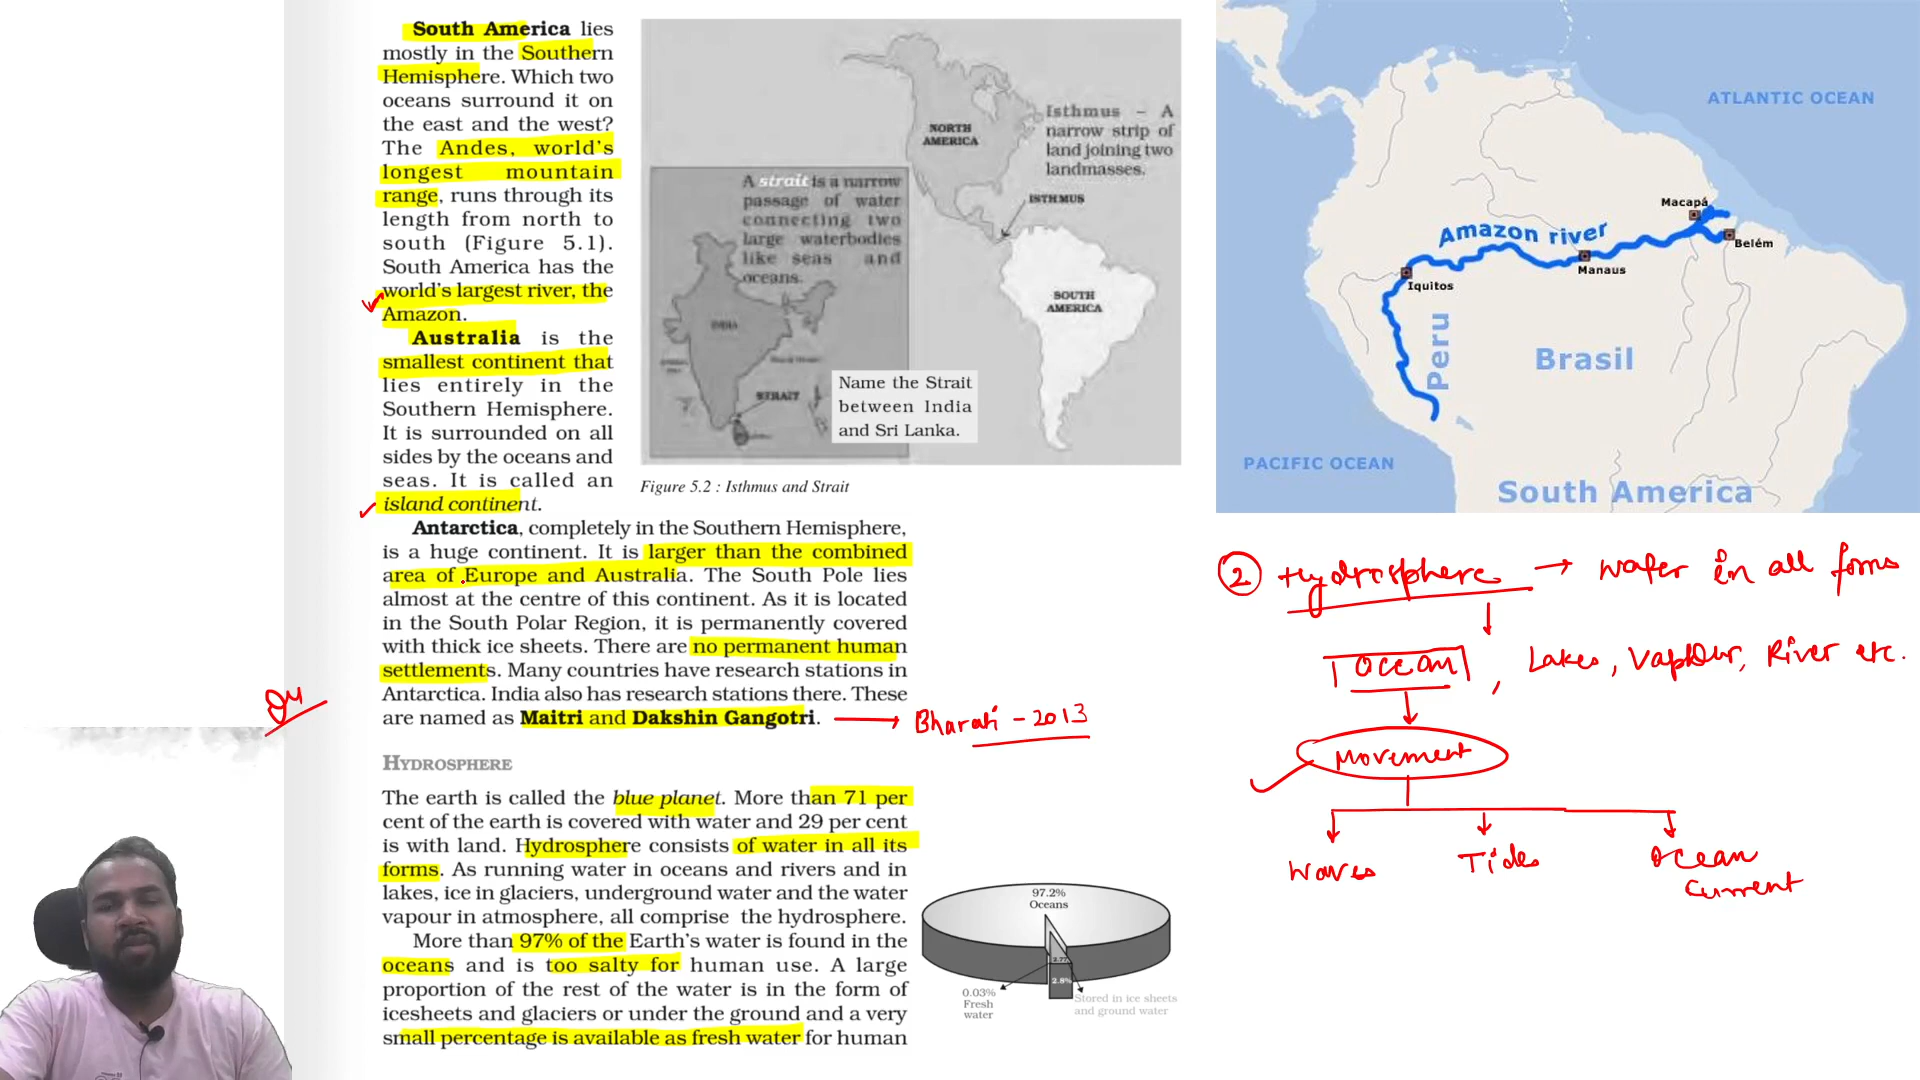 South America lies
mostly in the Southern
Hemisphere. Which two
oceans surround it on
the east and the west?
The Andes, world's
longest mountain
range, runs through its
length from north to
south (Figure 5.1).
South America has the
world's largest river, the
Amazon.
Australia is the
smallest continent that
lies entirely in the
Southern Hemisphere.
It is surrounded on all
sides by the oceans and
seas. It is called an
island continent.
NORTH
AMERICA
Isthmus – A
narrow strip of
land joining two
landmasses.
ISTHMUS
A strait is a narrow
passage of water
connecting two
large waterbodies
like seas and
oceans.
INDIA
STRAIT
SOUTH
AMERICA
Name the Strait
between India
and Sri Lanka.
Figure 5.2 : Isthmus and Strait
Antarctica, completely in the Southern Hemisphere,
is a huge continent. It is larger than the combined
area of Europe and Australia. The South Pole lies
almost at the centre of this continent. As it is located
in the South Polar Region, it is permanently covered
with thick ice sheets. There are no permanent human
settlements. Many countries have research stations in
Antarctica. India also has research stations there. These
are named as Maitri and Dakshin Gangotri.
Bharati - 2013
HYDROSPHERE
The earth is called the blue planet. More than 71 per
cent of the earth is covered with water and 29 per cent
is with land. Hydrosphere consists of water in all its
forms. As running water in oceans and rivers and in
lakes, ice in glaciers, underground water and the water
vapour in atmosphere, all comprise the hydrosphere.
More than 97% of the Earth's water is found in the
oceans and is too salty for human use. A large
proportion of the rest of the water is in the form of
icesheets and glaciers or under the ground and a very
small percentage is available as fresh water for human
97.2%
Oceans
2.8%
0.03%
Fresh
water
Stored in ice sheets
and ground water
ATLANTIC OCEAN
Macapá
Amazon river
Belém
Manaus
Iquitos
Peru
Brasil
PACIFIC OCEAN
South America
2 Hydrosphere → water in all forms
Ocean, Lakes, Vapour, River etc.
Movement
Waves Tides Ocean
Current